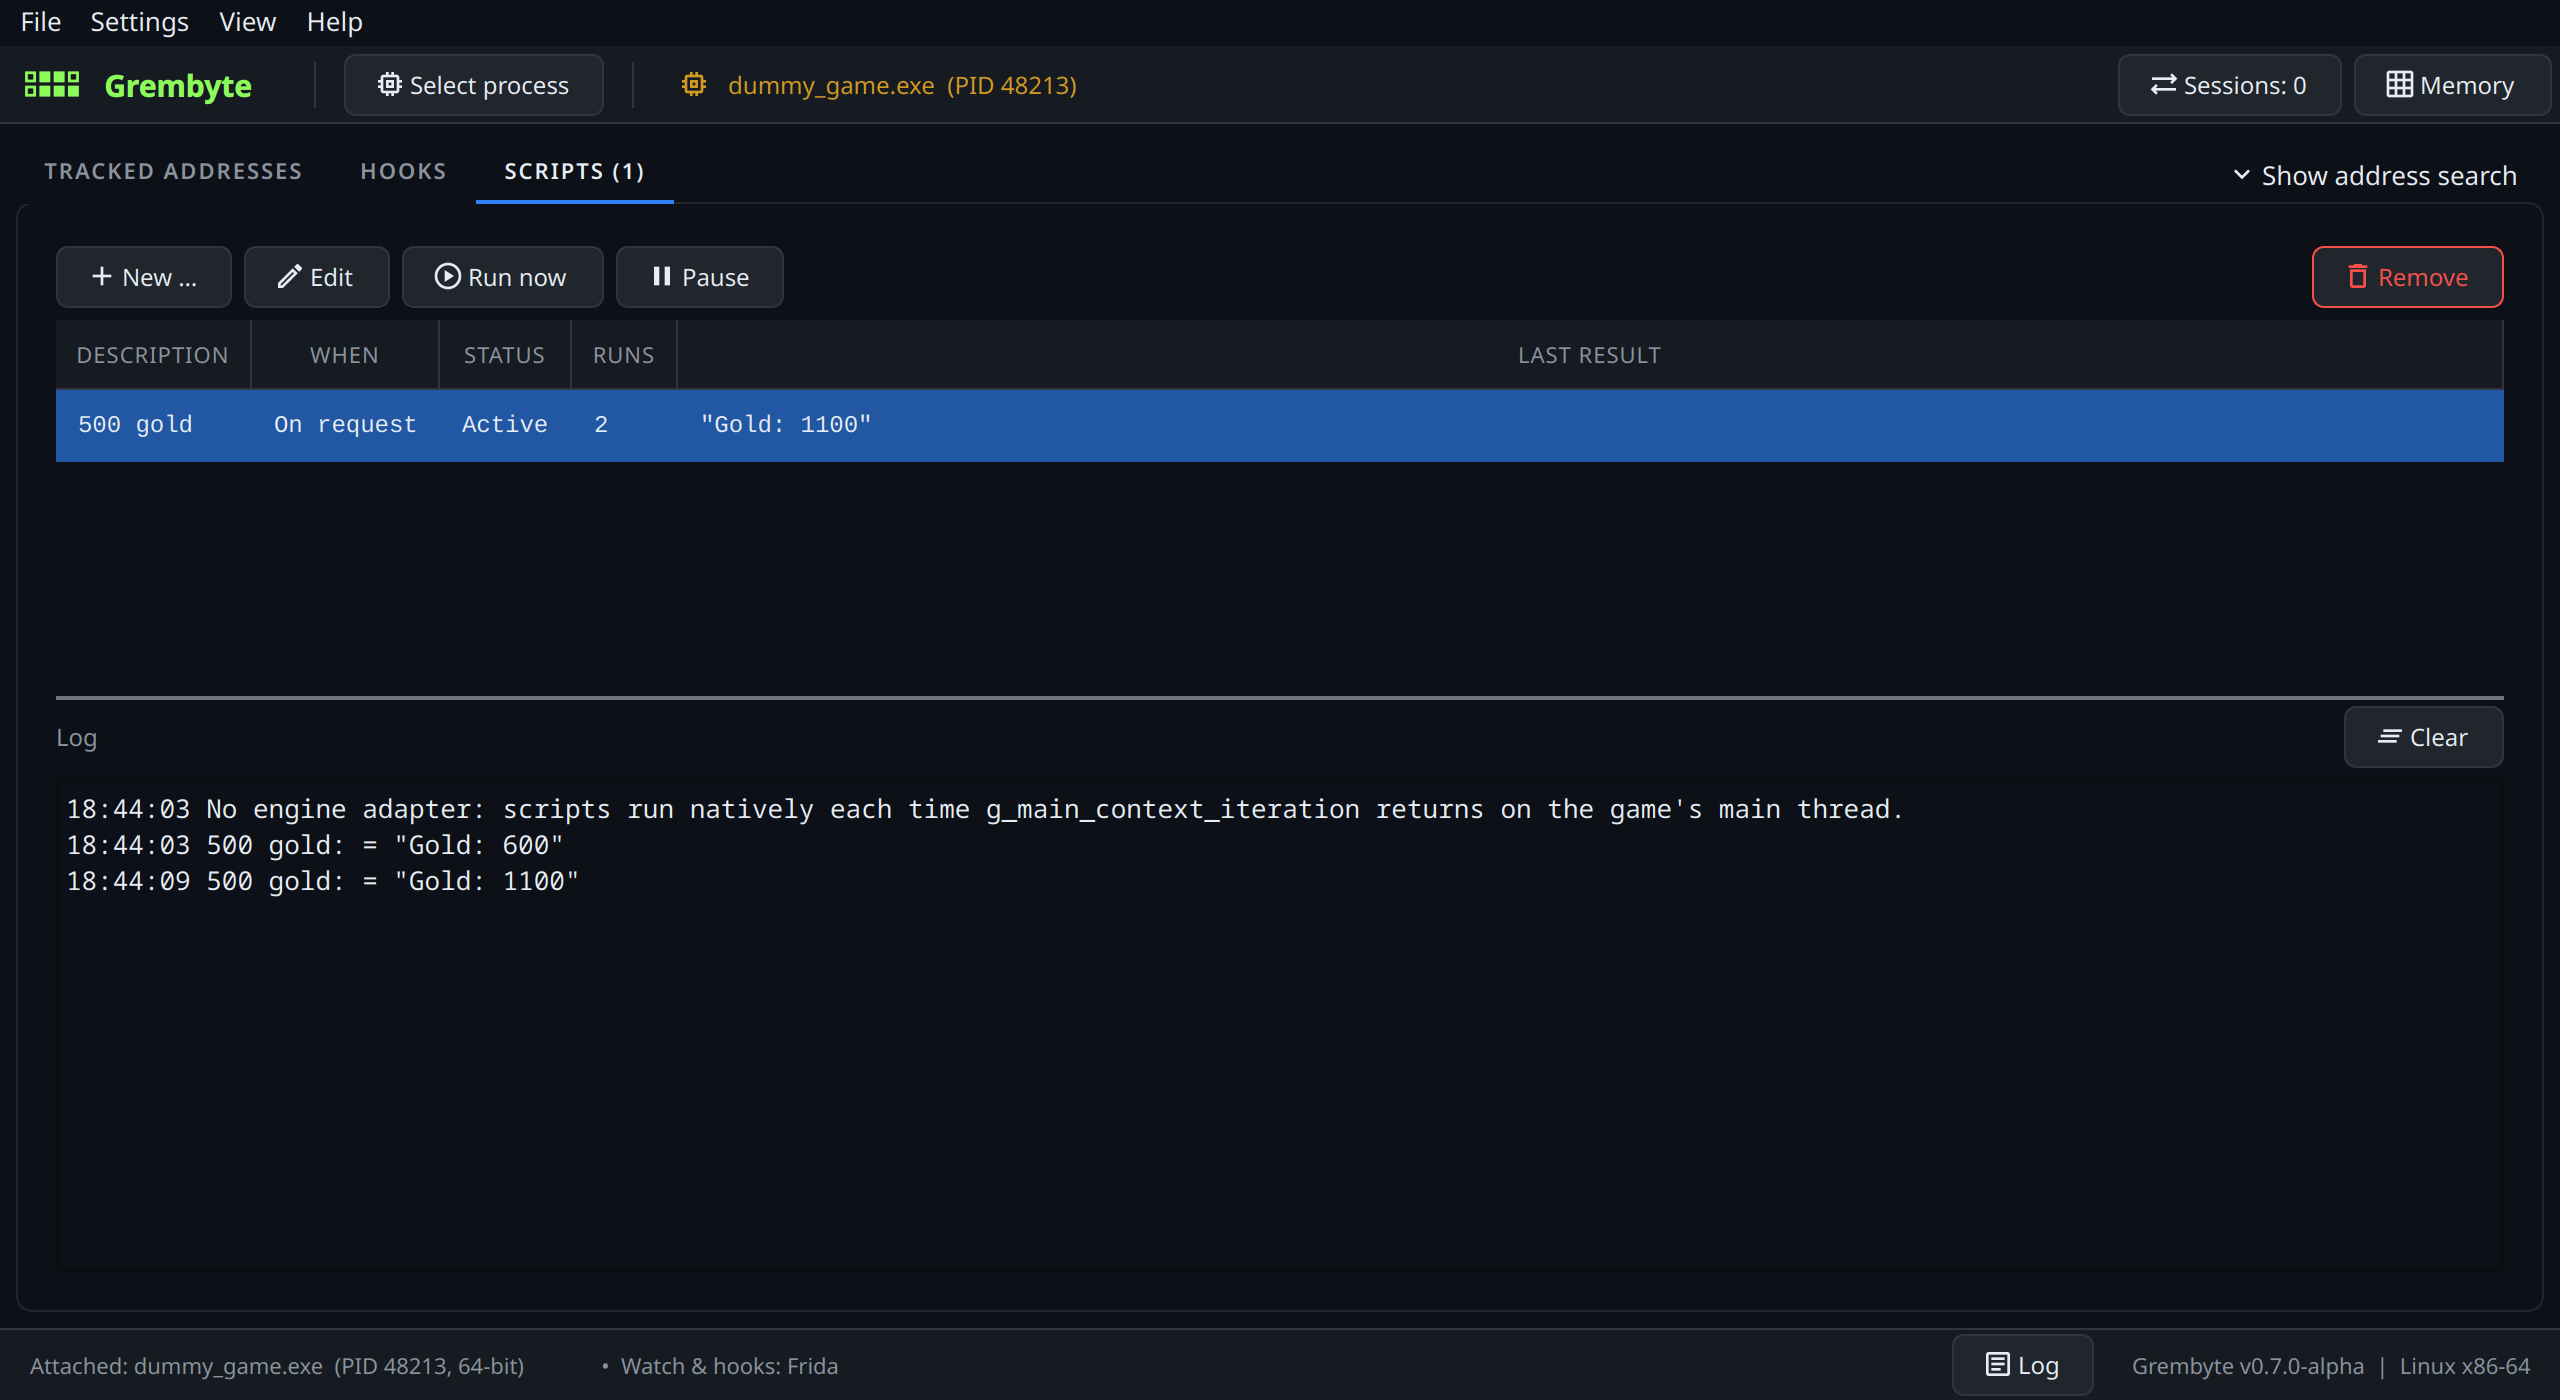 File Settings View Help
Grembyte Select process dummy_game.exe (PID 48213) Sessions: 0 Memory
TRACKED ADDRESSES HOOKS SCRIPTS (1) Show address search
New ... Edit Run now Pause Remove
DESCRIPTION WHEN STATUS RUNS LAST RESULT
500 gold On request Active 2 "Gold: 1100"
Log Clear
18:44:03 No engine adapter: scripts run natively each time g_main_context_iteration returns on the game's main thread.
18:44:03 500 gold: = "Gold: 600"
18:44:09 500 gold: = "Gold: 1100"
Attached: dummy_game.exe (PID 48213, 64-bit) • Watch & hooks: Frida Log Grembyte v0.7.0-alpha | Linux x86-64